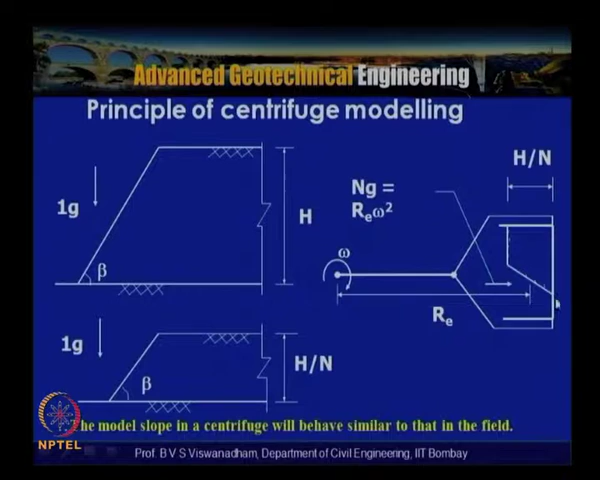 Advanced Geotechnical Engineering
Principle of centrifuge modelling
1g
β
H
1g
β
H/N
H/N
Ng =
Reω²
ω
Re
The model slope in a centrifuge will behave similar to that in the field.
NPTEL
Prof. B V S Viswanadham, Department of Civil Engineering, IIT Bombay